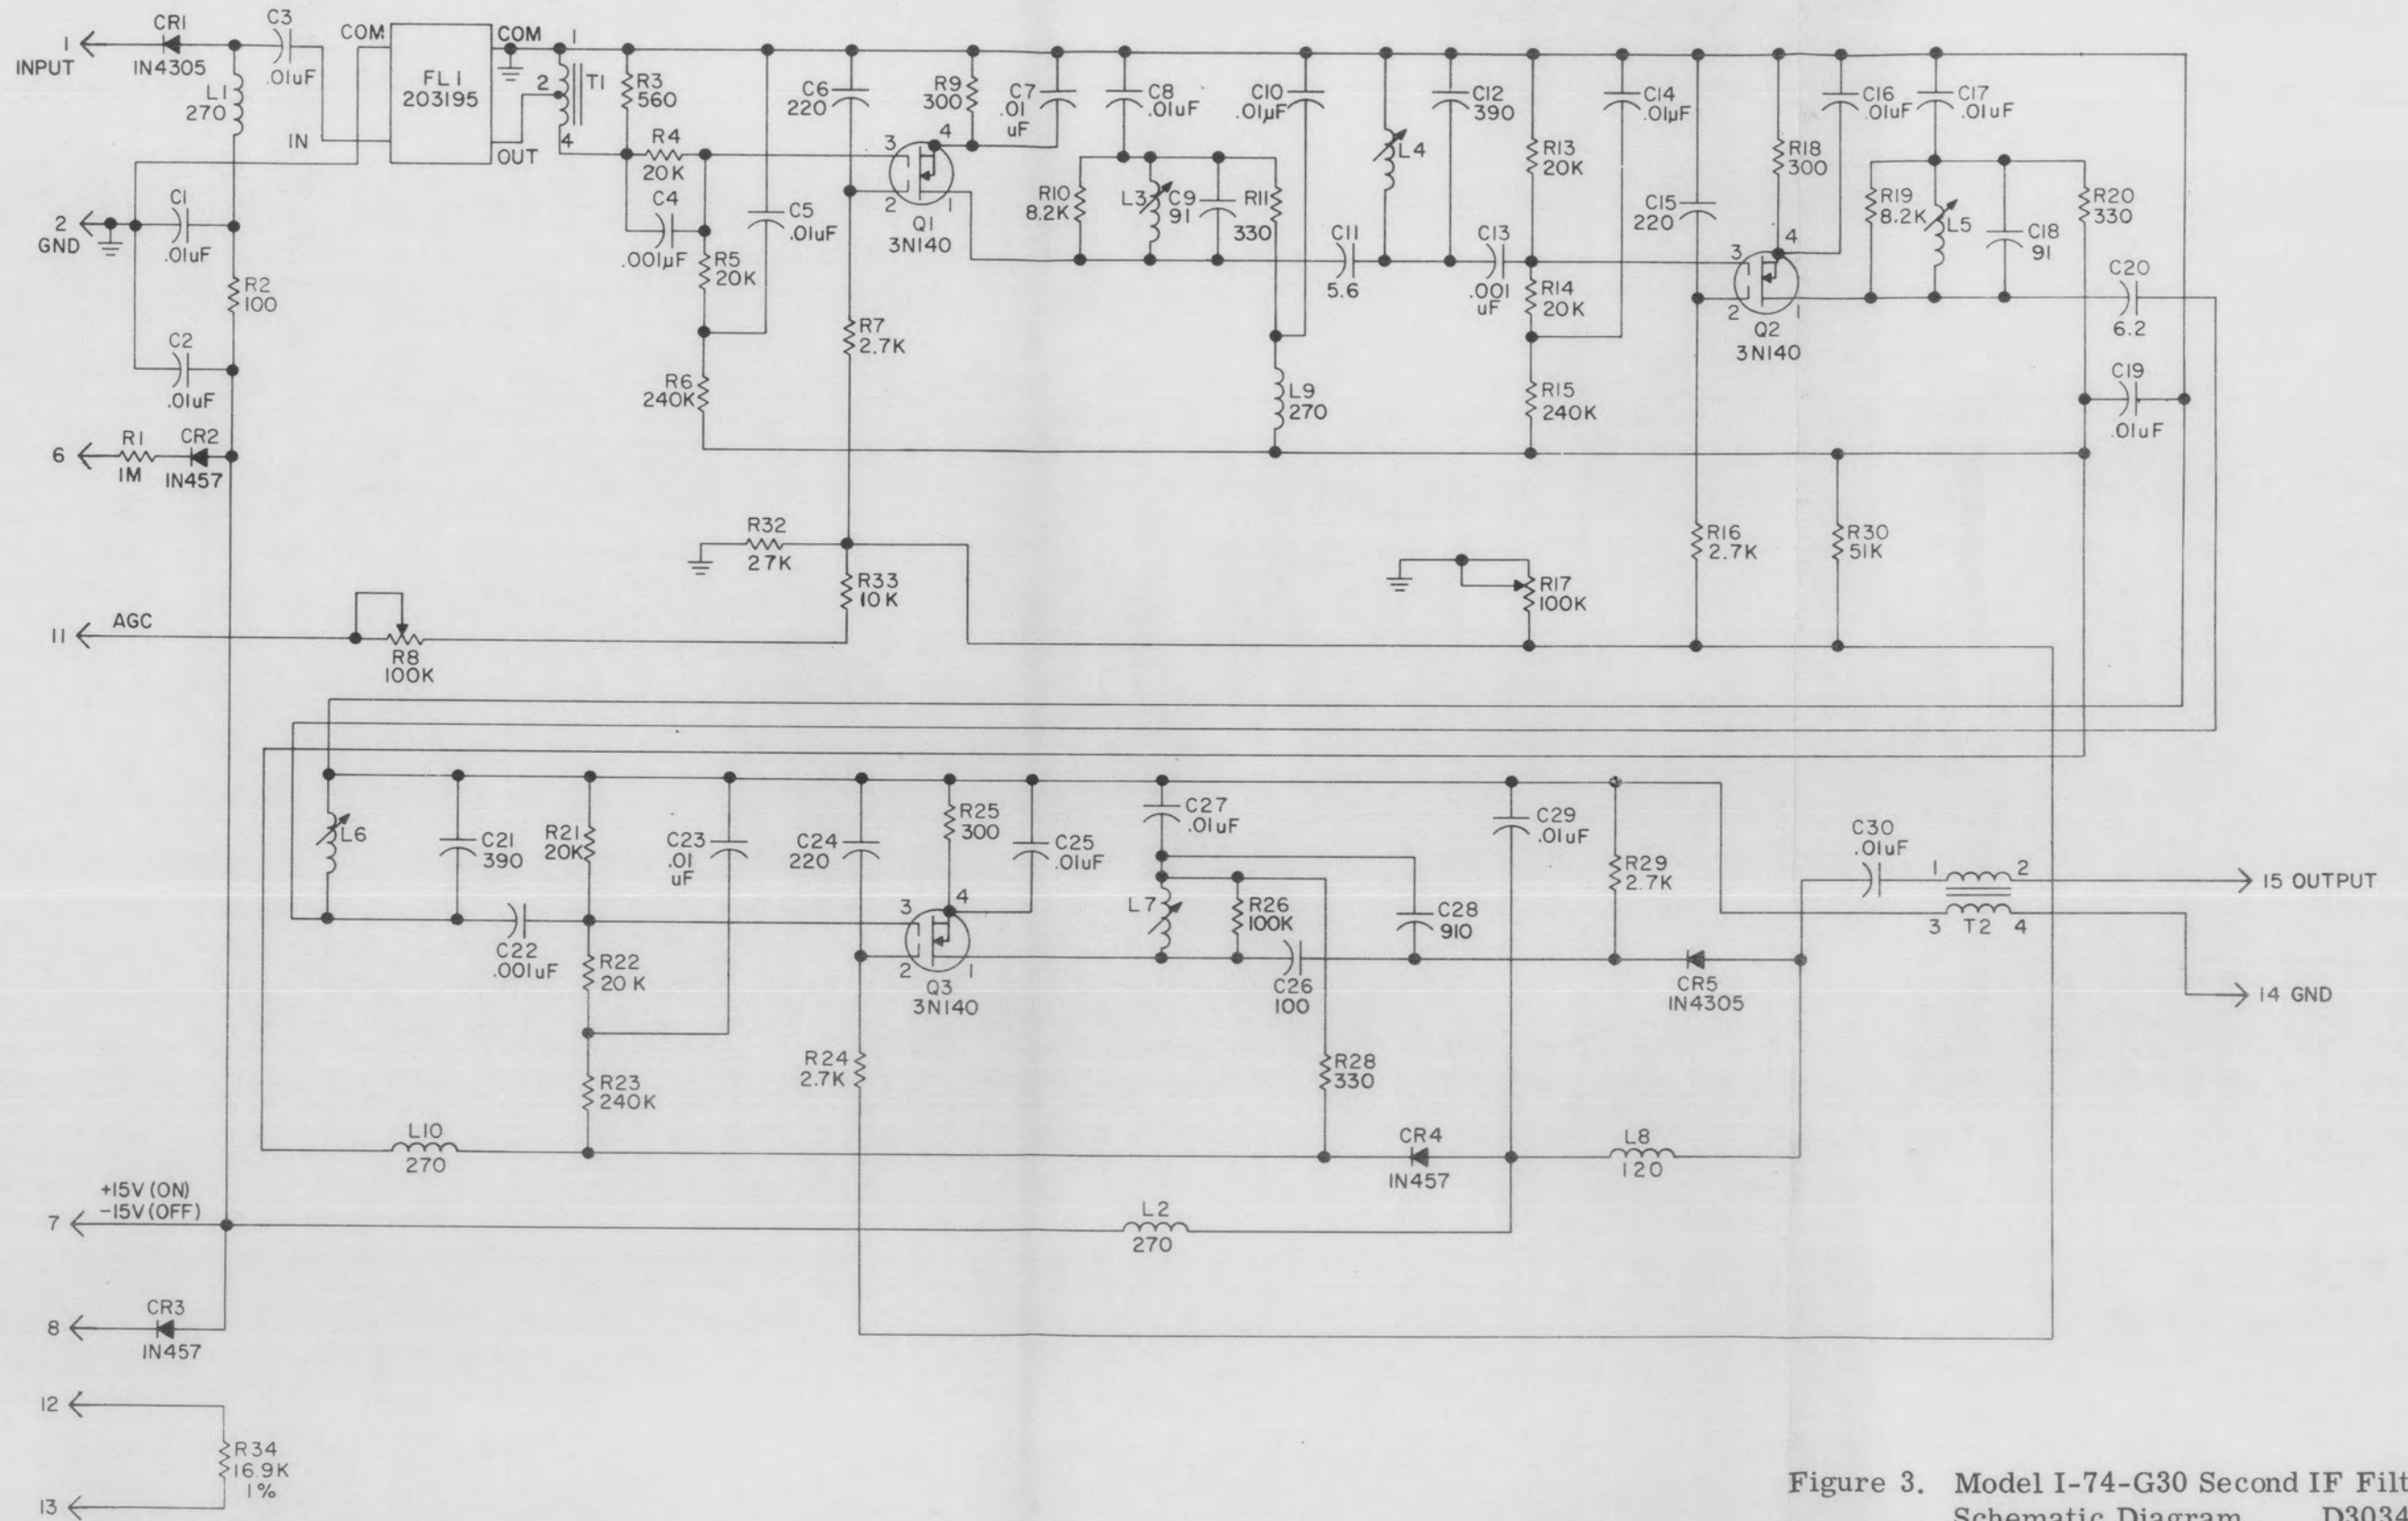 1
INPUT
CR1
IN4305
C3
.01uF
L1
270
COM
FL1
203195
COM
IN
OUT
1
2
T1
4
R3
560
R4
20K
C4
.001µF
R5
20K
C5
.01uF
R6
240K
C6
220
R7
2.7K
R9
300
C7
.01
uF
3
4
2
1
Q1
3N140
C8
.01uF
R10
8.2K
L3
C9
91
R11
330
C10
.01µF
L9
270
C11
5.6
L4
C12
390
C13
.001
uF
R13
20K
R14
20K
R15
240K
C14
.01µF
C15
220
R18
300
C16
.01uF
3
4
2
1
Q2
3N140
C17
.01uF
R19
8.2K
L5
C18
91
R20
330
C20
6.2
C19
.01uF
2
GND
C1
.01uF
R2
100
C2
.01uF
6
R1
1M
CR2
IN457
R32
27K
R33
10K
R17
100K
R16
2.7K
R30
51K
11
AGC
R8
100K
L6
C21
390
R21
20K
C22
.001uF
R22
20K
R23
240K
C23
.01
uF
C24
220
R25
300
C25
.01uF
3
4
2
1
Q3
3N140
R24
2.7K
C27
.01uF
L7
R26
100K
C26
100
C28
910
R28
330
C29
.01uF
R29
2.7K
CR5
IN4305
C30
.01uF
1
2
3
T2
4
15 OUTPUT
14 GND
L10
270
CR4
IN457
L8
120
+15V (ON)
-15V (OFF)
7
L2
270
8
CR3
IN457
12
R34
16.9K
1%
13
Figure 3. Model I-74-G30 Second IF Filt
Schematic Diagram D3034